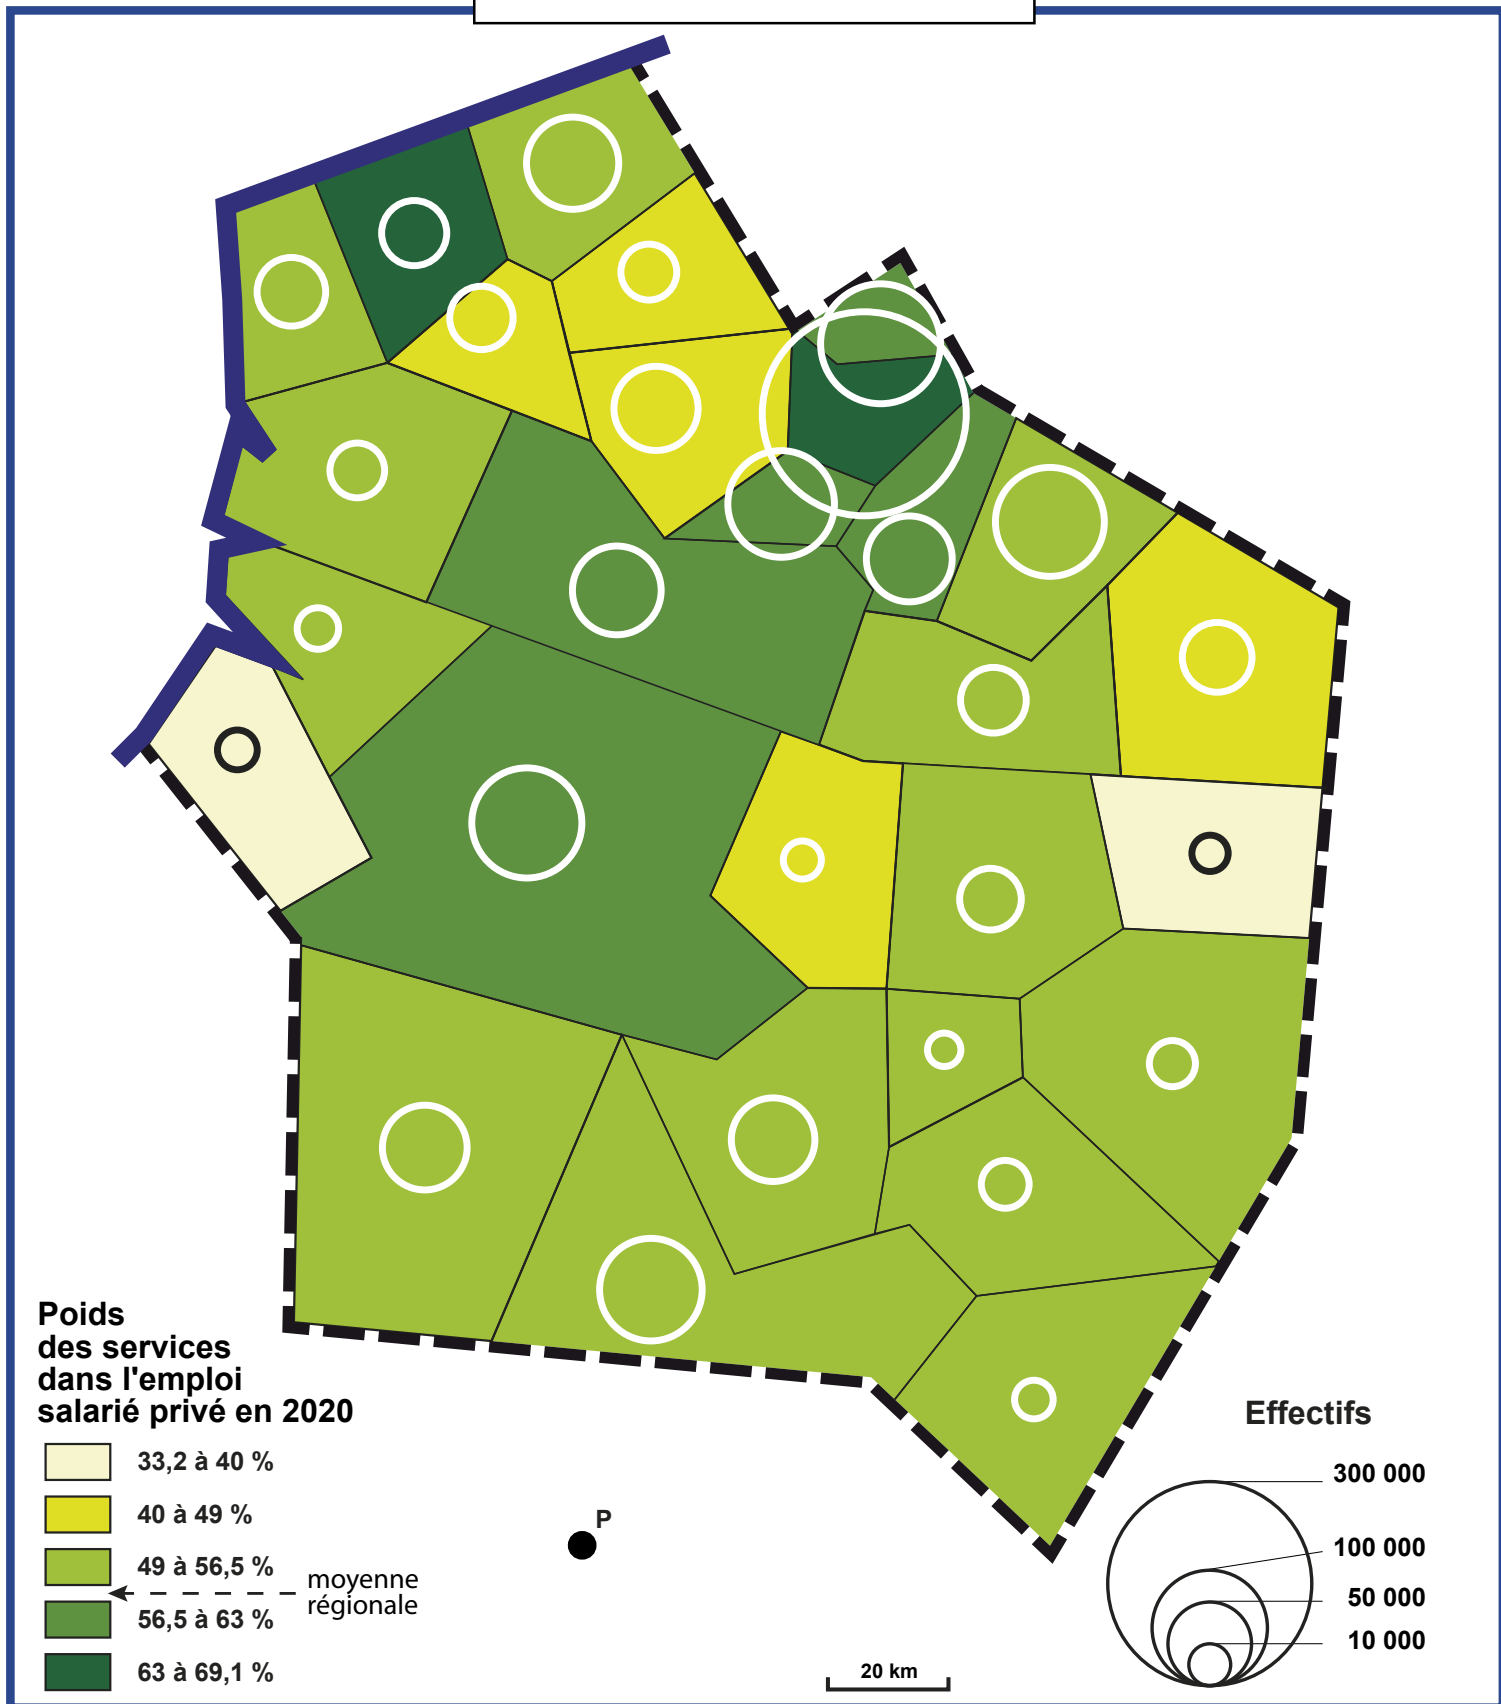 Poids
des services
dans l'emploi
salarié privé en 2020
33,2 à 40 %
40 à 49 %
49 à 56,5 %
moyenne
régionale
56,5 à 63 %
63 à 69,1 %
P
20 km
Effectifs
300 000
100 000
50 000
10 000